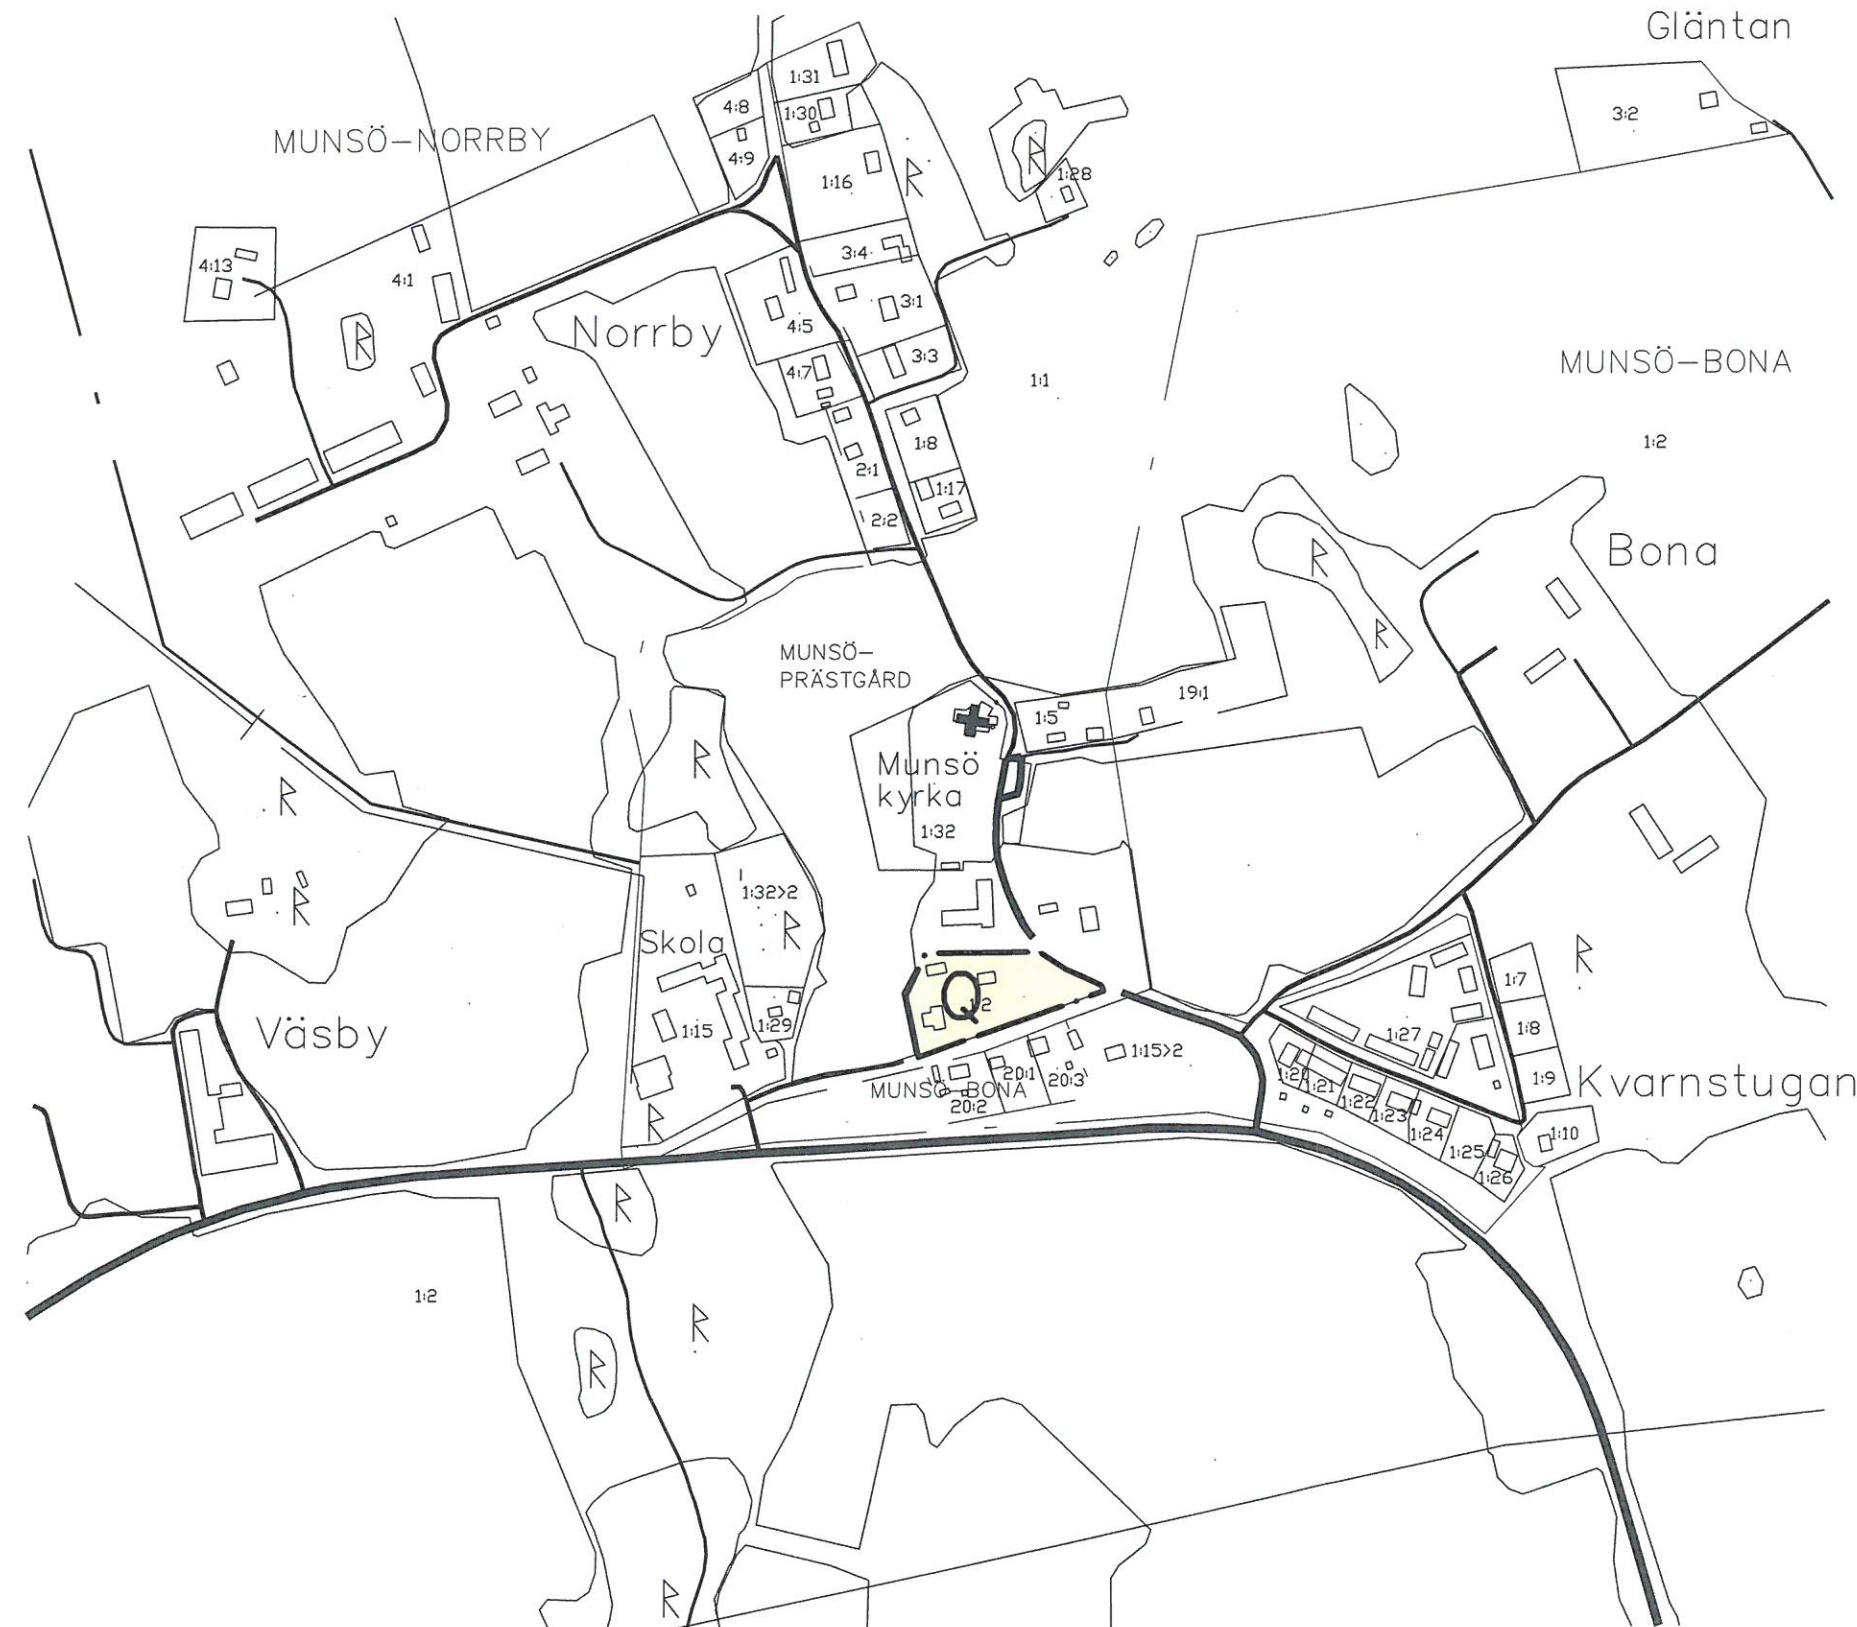 Gläntan
1:31
4:8
1:30
3:2
MUNSÖ-NORRBY
4:9
1:16
R
R
1:28
4:13
4:1
3:4
3:1
Norrby
4:5
R
3:3
MUNSÖ-BONA
4:7
1:1
1:8
1:2
2:1
1:17
2:2
Bona
R
R
MUNSÖ-
PRÄSTGÅRD
19:1
1:5
R
Munsö
kyrka
R
1:32
1:32>2
R
R
Skola
R
1:7
Q
1:2
Väsby
1:15
1:29
1:27
1:8
1:15>2
20:1
20:3
1:20
1:21
1:9
Kvarnstugan
MUNSÖ-BONA
20:2
1:22
1:23
R
1:24
1:10
1:25
1:26
R
1:2
R
R
R